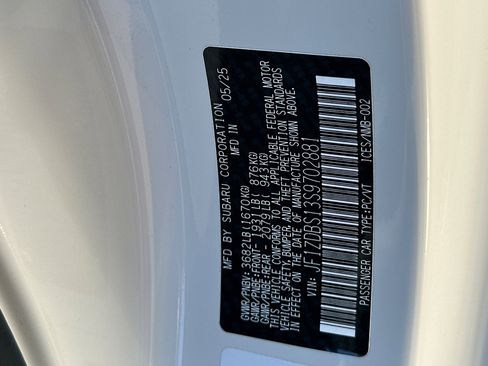 MFD BY SUBARU CORPORATION
MFD IN 05/25
GVWR/PNBV: 3682LB(1670KG)
GAWR/PNBE:FRONT- 1931LB( 876KG)
GAWR/PNBE:REAR- 2079LB( 943KG)
THIS VEHICLE CONFORMS TO ALL APPLICABLE FEDERAL MOTOR
VEHICLE SAFETY,BUMPER,AND THEFT PREVENTION STANDARDS
IN EFFECT ON THE DATE OF MANUFACTURE SHOWN ABOVE.
VIN: JF1ZDBS13S9702881
PASSENGER CAR TYPE:PC/VT ICES/NMB-002